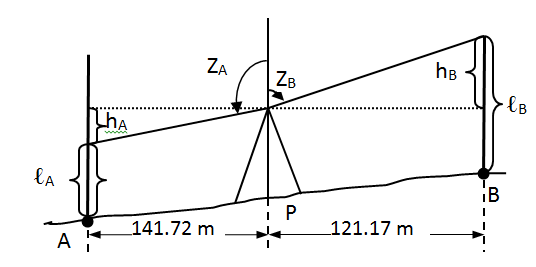 Z_A
Z_B
h_B
h_A
ℓ_B
ℓ_A
B
P
A
141.72 m
121.17 m